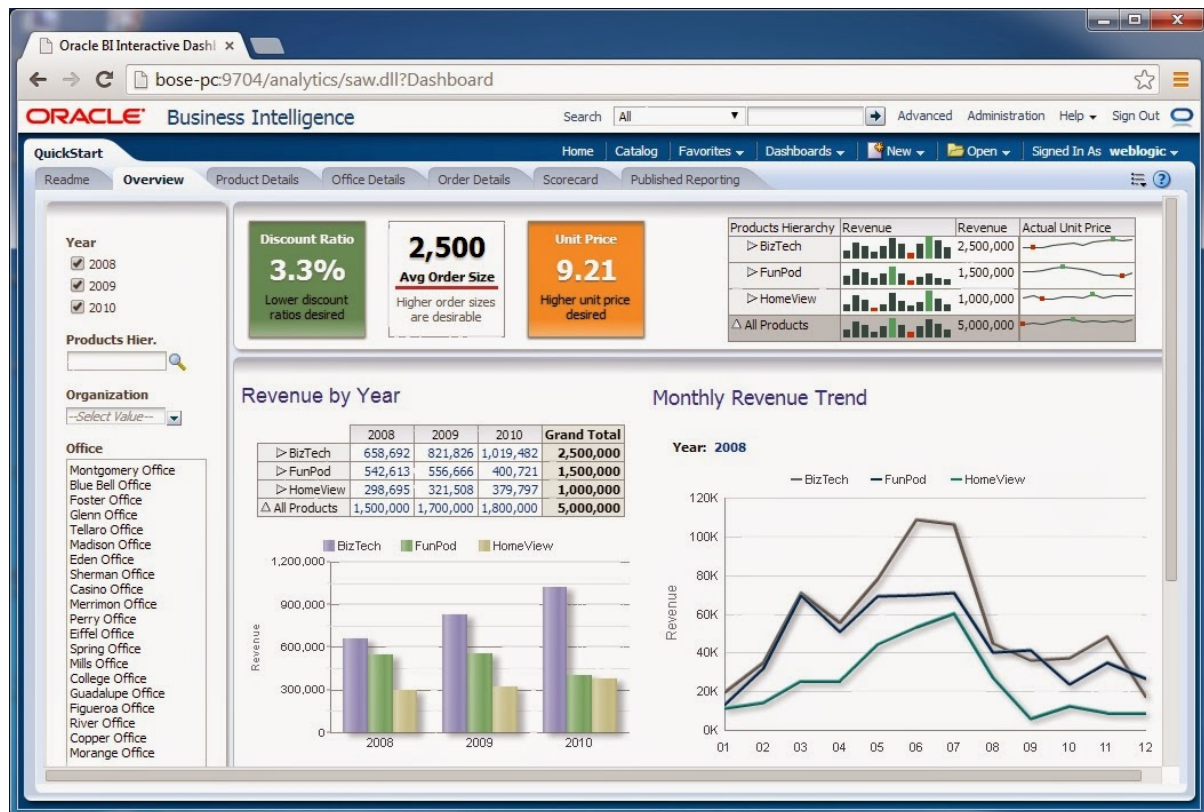 Oracle BI Interactive Dashl
bose-pc:9704/analytics/saw.dll?Dashboard
ORACLE Business Intelligence
Search All Advanced Administration Help Sign Out
QuickStart
Home Catalog Favorites Dashboards New Open Signed In As weblogic
Readme Overview Product Details Office Details Order Details Scorecard Published Reporting
Year
2008
2009
2010
Products Hier.
Organization
--Select Value--
Office
Montgomery Office
Blue Bell Office
Foster Office
Glenn Office
Tellaro Office
Madison Office
Eden Office
Sherman Office
Casino Office
Merrimon Office
Perry Office
Eiffel Office
Spring Office
Mills Office
College Office
Guadalupe Office
Figueroa Office
River Office
Copper Office
Morange Office
Discount Ratio
3.3%
Lower discount
ratios desired
2,500
Avg Order Size
Higher order sizes
are desirable
Unit Price
9.21
Higher unit price
desired
Products Hierarchy Revenue Revenue Actual Unit Price
BizTech 2,500,000
FunPod 1,500,000
HomeView 1,000,000
All Products 5,000,000
Revenue by Year
2008 2009 2010 Grand Total
BizTech 658,692 821,826 1,019,482 2,500,000
FunPod 542,613 556,666 400,721 1,500,000
HomeView 298,695 321,508 379,797 1,000,000
All Products 1,500,000 1,700,000 1,800,000 5,000,000
BizTech FunPod HomeView
1,200,000
900,000
600,000
300,000
0
Revenue
2008 2009 2010
Monthly Revenue Trend
Year: 2008
BizTech FunPod HomeView
120K
100K
80K
60K
40K
20K
0K
Revenue
01 02 03 04 05 06 07 08 09 10 11 12